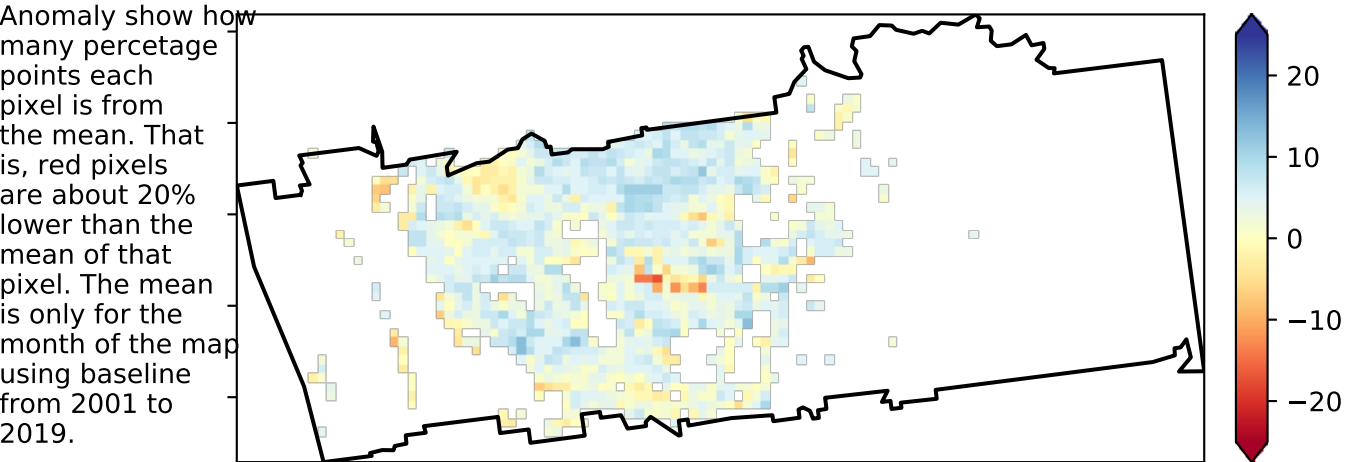 Anomaly show how
many percetage
points each
pixel is from
the mean. That
is, red pixels
are about 20%
lower than the
mean of that
pixel. The mean
is only for the
month of the map
using baseline
from 2001 to
2019.
20
10
0
−10
−20